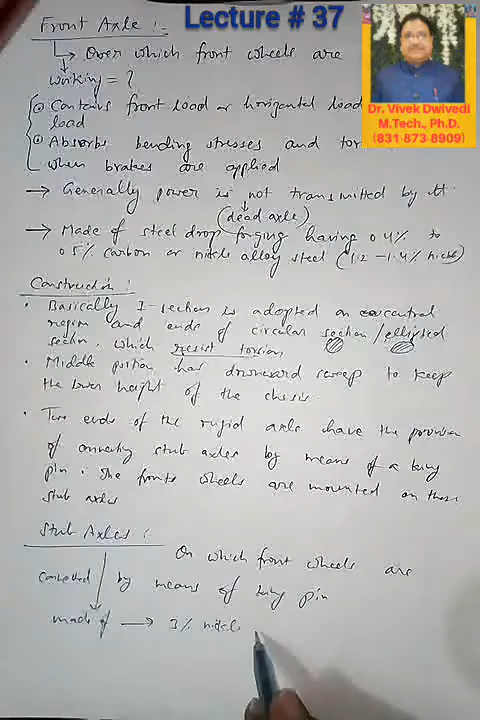 Lecture # 37
Front Axle :-
Over which front wheels are
working = ?
Contains front load or horizontal load
load
Absorbs bending stresses and tor
when brakes are applied
Dr. Vivek Dwivedi
M.Tech., Ph.D.
(831-873-8909)
→ Generally power is not transmitted by it
(dead axle)
→ Made of steel drop forging having 0.4% to
0.5% carbon or nickle alloy steel (1.2 - 1.4% nickle)
Construction :
• Basically I-section is adopted on central
region and ends of circular section/elliptical
section, which resist torsion
• Middle portion has downward sweep to keep
the lower height of the chassis
• Two ends of the rigid axle have the provision
of connecting stub axles by means of a king
pin. The front wheels are mounted on these
stub axles
Stub Axles :
On which front wheels are
connected by means of king pin
made of → 3% nickle